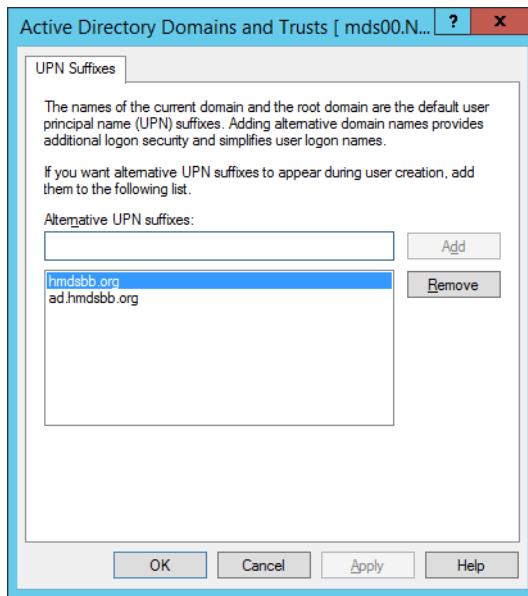 Active Directory Domains and Trusts [ mds00.N...
?
x
UPN Suffixes
The names of the current domain and the root domain are the default user
principal name (UPN) suffixes. Adding alternative domain names provides
additional logon security and simplifies user logon names.
If you want alternative UPN suffixes to appear during user creation, add
them to the following list.
Alternative UPN suffixes:
Add
hmdsbb.org
Remove
ad.hmdsbb.org
OK
Cancel
Apply
Help